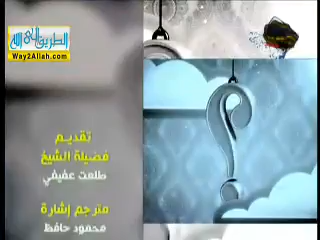 الطريق إلى الله
Way2Allah.com
تقديم
فضيلة الشيخ
طلعت عفيفي
مترجم إشارة
محمود حافظ